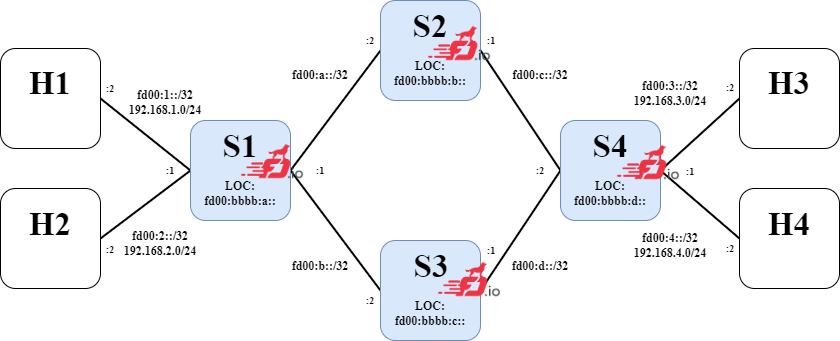 H1
:2
fd00:1::/32
192.168.1.0/24
:1
H2
:2
fd00:2::/32
192.168.2.0/24
S1
LOC:
fd00:bbbb:a::
.io
:1
fd00:a::/32
:2
fd00:b::/32
:2
S2
LOC:
fd00:bbbb:b::
.io
:1
fd00:c::/32
S3
LOC:
fd00:bbbb:c::
.io
:1
fd00:d::/32
:2
S4
LOC:
fd00:bbbb:d::
.io
:1
fd00:3::/32
192.168.3.0/24
:2
H3
fd00:4::/32
192.168.4.0/24
:2
H4